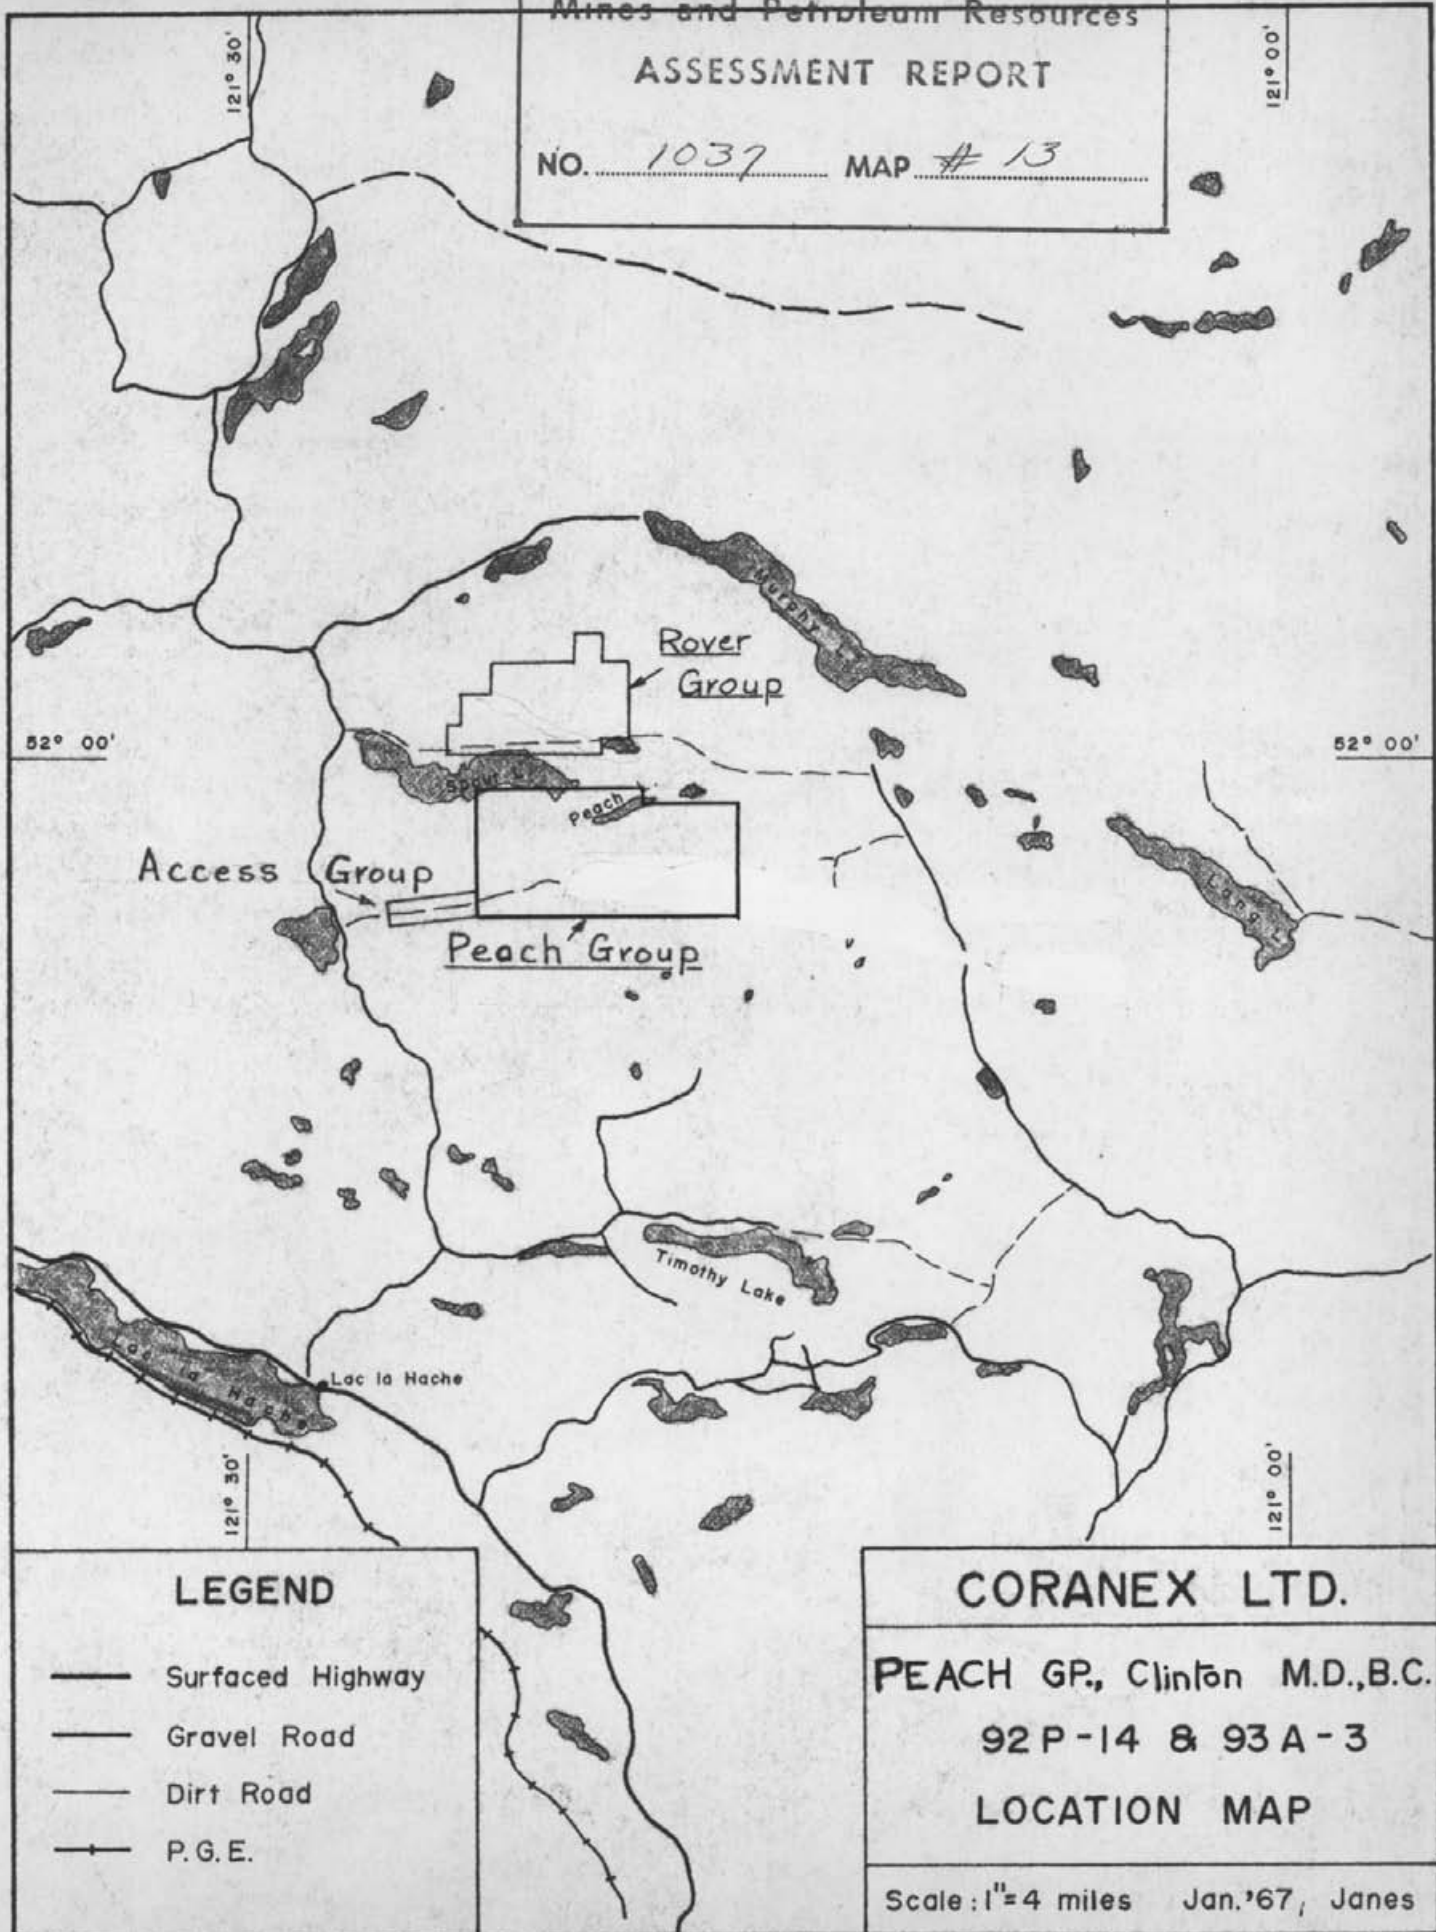 Mines and Petroleum Resources
ASSESSMENT REPORT
NO. 1037 MAP # 13
121° 30'
121° 00'
Murphy L.
Rover
Group
52° 00'
52° 00'
Spout L.
Peach
Access Group
Lang L.
Peach Group
Timothy Lake
Lac la Hache
Lac la Hache
121° 30'
121° 00'
LEGEND
Surfaced Highway
Gravel Road
Dirt Road
P.G.E.
CORANEX LTD.
PEACH GP., Clinton M.D., B.C.
92 P-14 & 93 A-3
LOCATION MAP
Scale: 1"=4 miles Jan.'67, Janes